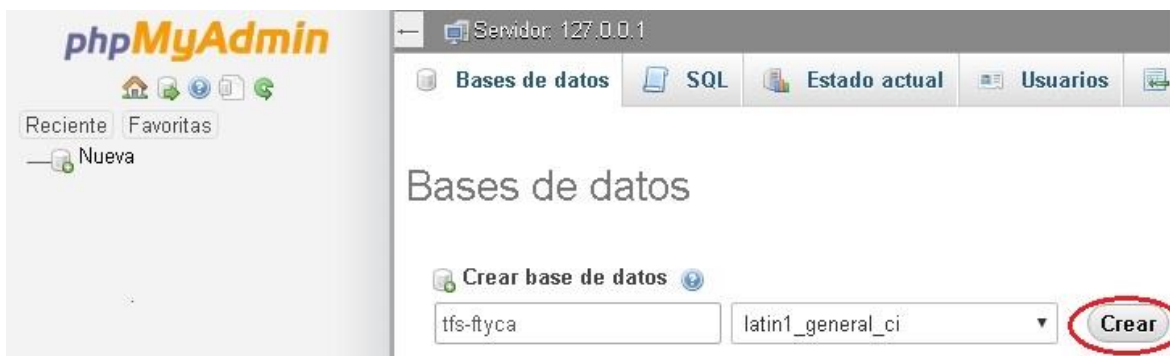 phpMyAdmin
Reciente Favoritas
Nueva
Servidor: 127.0.0.1
Bases de datos SQL Estado actual Usuarios
Bases de datos
Crear base de datos
tfs-ftyca latin1_general_ci Crear